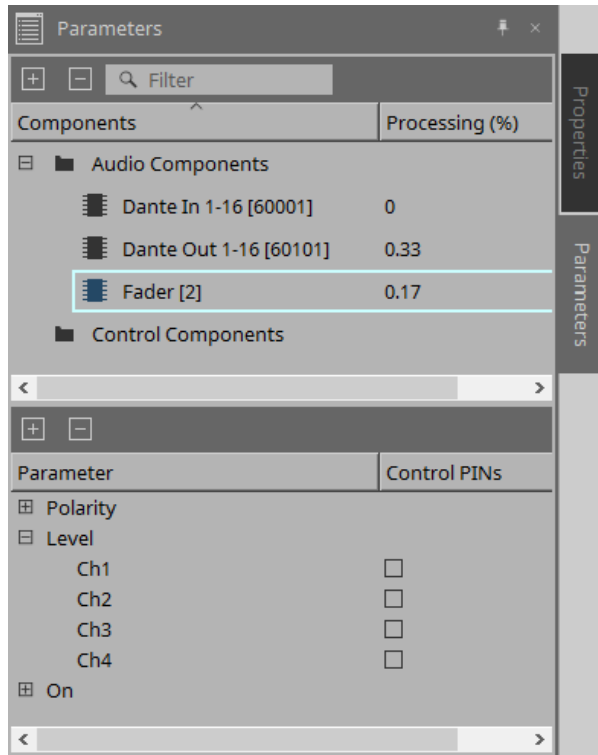 Parameters
Filter
Components Processing (%)
Audio Components
Dante In 1-16 [60001] 0
Dante Out 1-16 [60101] 0.33
Fader [2] 0.17
Control Components
Parameter Control PINs
Polarity
Level
Ch1
Ch2
Ch3
Ch4
On
Properties
Parameters